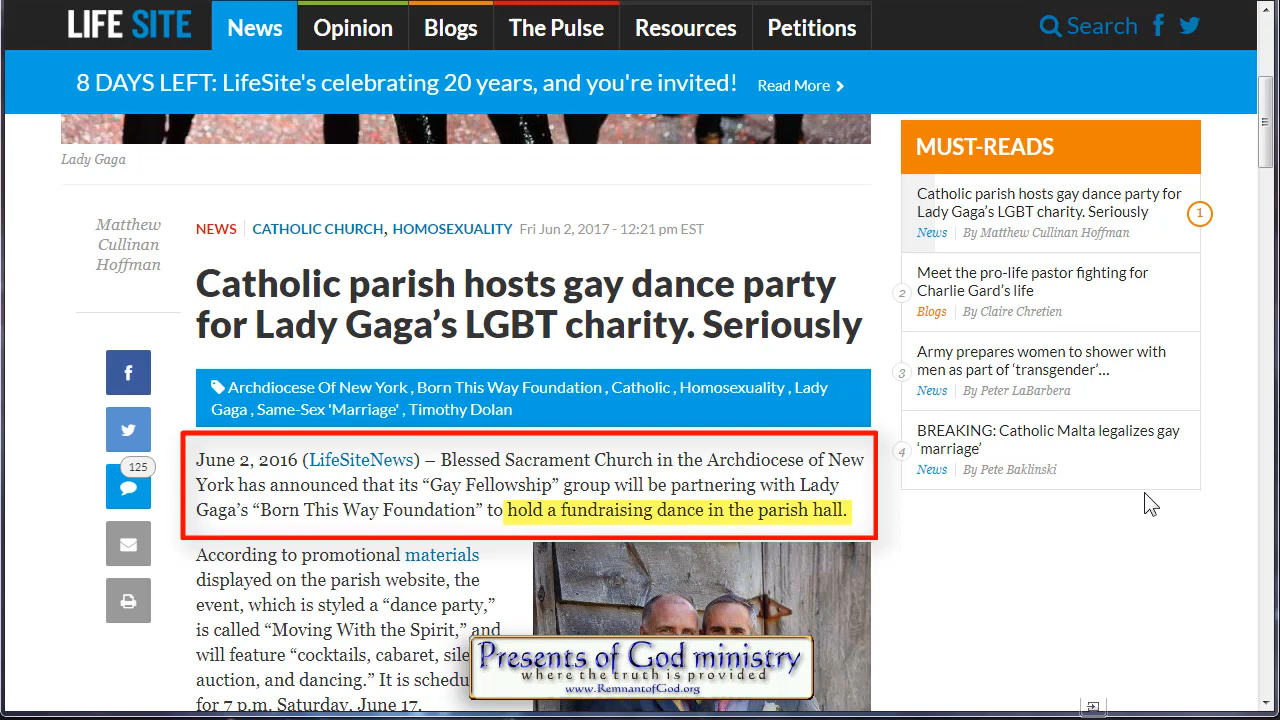 LIFE SITE
News
Opinion
Blogs
The Pulse
Resources
Petitions
Search
8 DAYS LEFT: LifeSite's celebrating 20 years, and you're invited!
Read More
Lady Gaga
Matthew
Cullinan
Hoffman
NEWS CATHOLIC CHURCH, HOMOSEXUALITY Fri Jun 2, 2017 - 12:21 pm EST
Catholic parish hosts gay dance party
for Lady Gaga’s LGBT charity. Seriously
125
Archdiocese Of New York , Born This Way Foundation , Catholic , Homosexuality , Lady
Gaga , Same-Sex 'Marriage' , Timothy Dolan
June 2, 2016 (LifeSiteNews) – Blessed Sacrament Church in the Archdiocese of New
York has announced that its “Gay Fellowship” group will be partnering with Lady
Gaga’s “Born This Way Foundation” to hold a fundraising dance in the parish hall.
According to promotional materials
displayed on the parish website, the
event, which is styled a “dance party,”
is called “Moving With the Spirit,” and
will feature “cocktails, cabaret, sile
auction, and dancing.” It is schedu
for 7 p.m. Saturday, June 17.
MUST-READS
Catholic parish hosts gay dance party for
Lady Gaga’s LGBT charity. Seriously
1
News By Matthew Cullinan Hoffman
Meet the pro-life pastor fighting for
Charlie Gard’s life
2
Blogs By Claire Chretien
Army prepares women to shower with
men as part of ‘transgender’...
3
News By Peter LaBarbera
BREAKING: Catholic Malta legalizes gay
‘marriage’
4
News By Pete Baklinski
Presents of God ministry
where the truth is provided
www.RemnantofGod.org